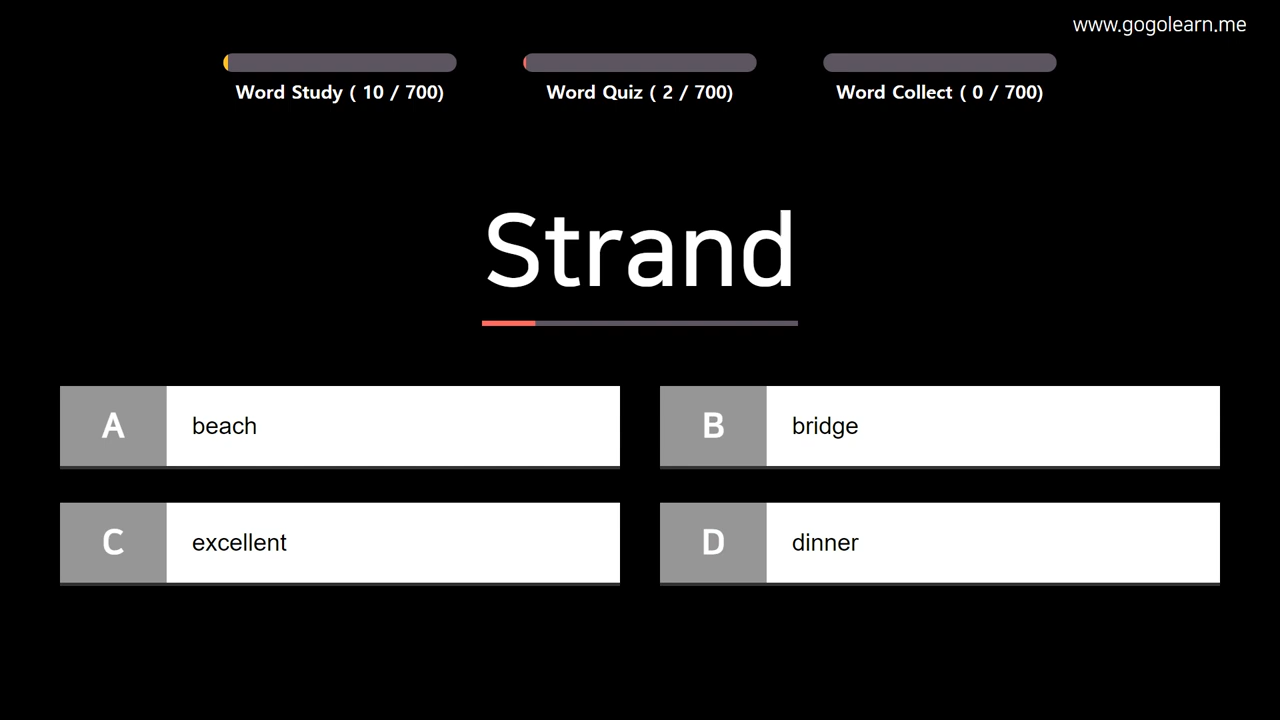 www.gogolearn.me
Word Study ( 10 / 700)
Word Quiz ( 2 / 700)
Word Collect ( 0 / 700)
Strand
A beach
B bridge
C excellent
D dinner